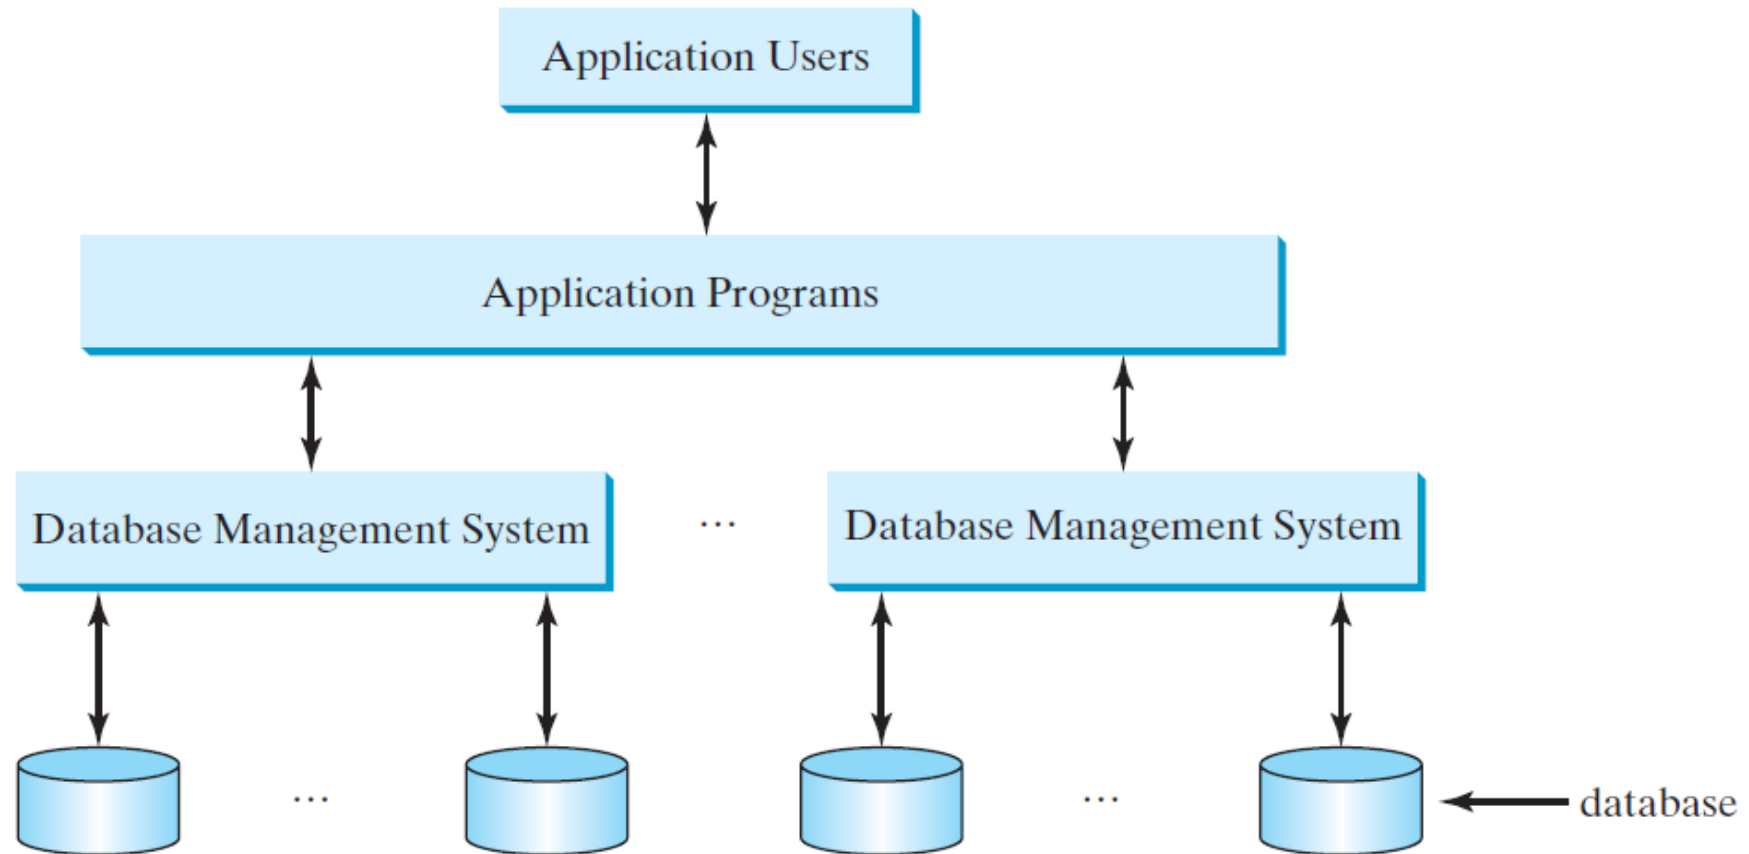 Application Users
Application Programs
Database Management System
...
Database Management System
...
...
database